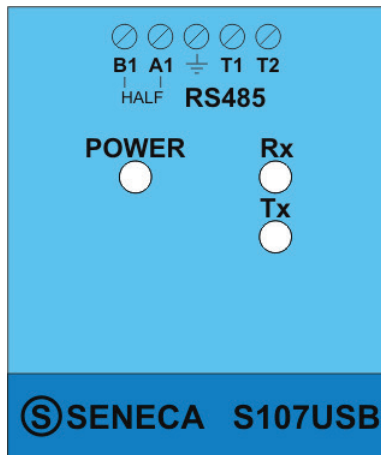 B1 A1 T1 T2
HALF RS485
POWER Rx
Tx
S SENECA S107USB